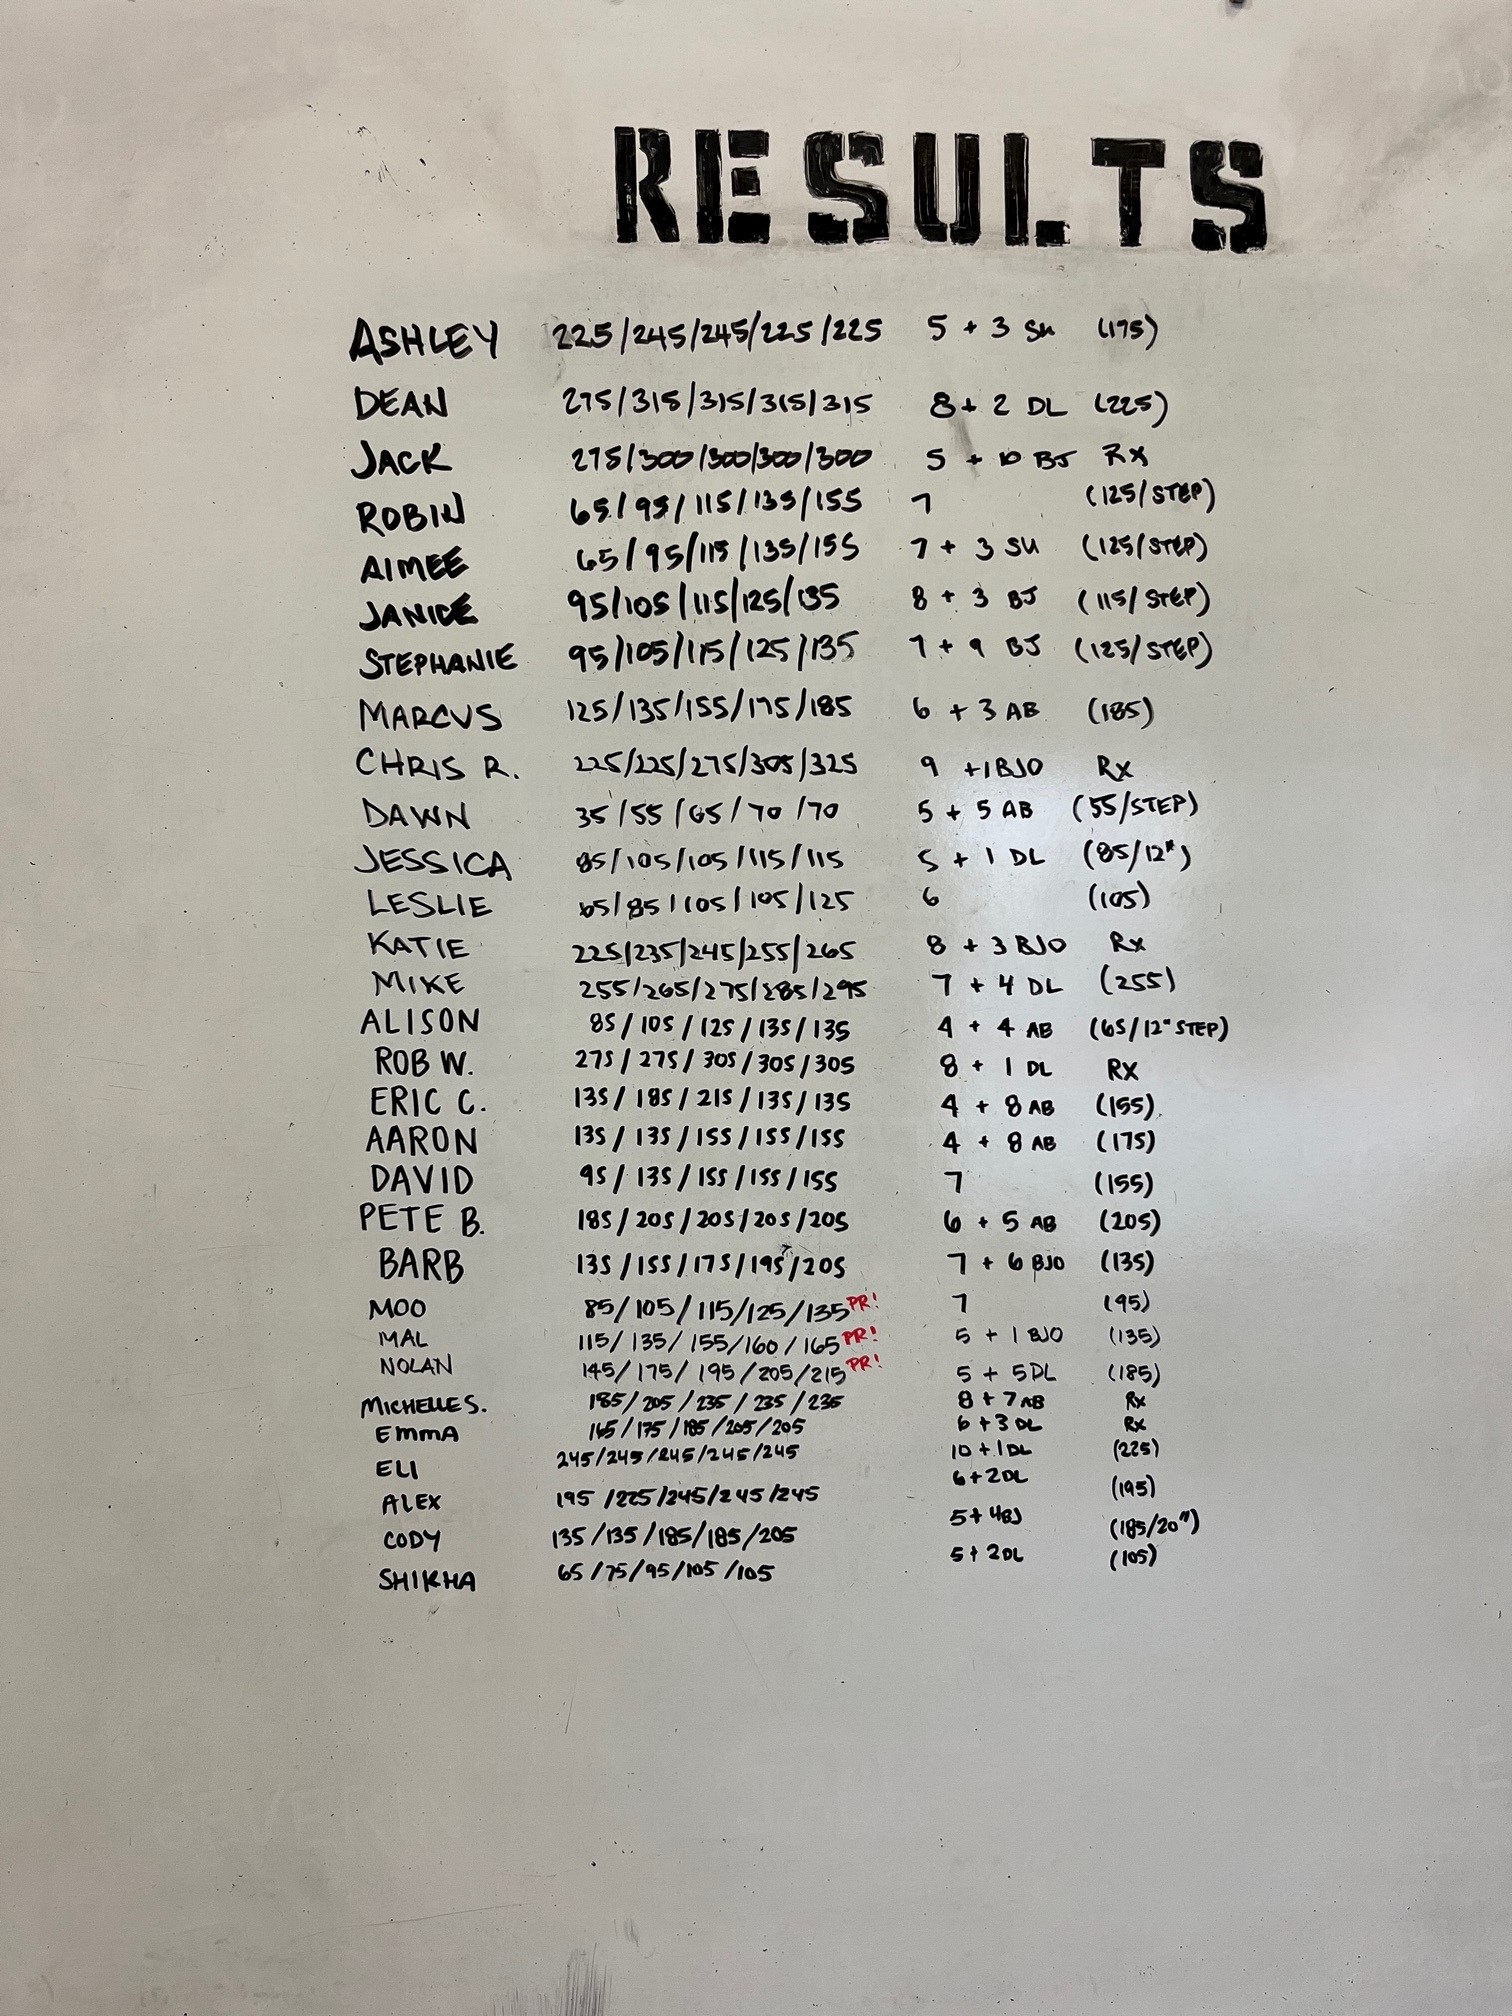 RESULTS
ASHLEY 225/245/245/225/225 5 + 3 SU (175)
DEAN 275/315/315/315/315 8 + 2 DL (225)
JACK 275/300/300/300/300 5 + 10 BJ Rx
ROBIN 65/95/115/135/155 7 (125/STEP)
AIMEE 65/95/115/135/155 7 + 3 SU (125/STEP)
JANICE 95/105/115/125/135 8 + 3 BJ (115/STEP)
STEPHANIE 95/105/115/125/135 7 + 9 BJ (125/STEP)
MARCUS 125/135/155/175/185 6 + 3 AB (185)
CHRIS R. 225/225/275/305/325 9 +1BJO Rx
DAWN 35/55/65/70/70 5 + 5 AB (55/STEP)
JESSICA 85/105/105/115/115 5 + 1 DL (85/12")
LESLIE 65/85/105/105/125 6 (105)
KATIE 225/235/245/255/265 8 + 3 BJO Rx
MIKE 255/265/275/285/295 7 + 4 DL (255)
ALISON 85/105/125/135/135 4 + 4 AB (65/12" STEP)
ROB W. 275/275/305/305/305 8 + 1 DL RX
ERIC C. 135/185/215/135/135 4 + 8 AB (155)
AARON 135/135/155/155/155 4 + 8 AB (175)
DAVID 95/135/155/155/155 7 (155)
PETE B. 185/205/205/205/205 6 + 5 AB (205)
BARB 135/155/175/195/205 7 + 6 BJO (135)
MOO 85/105/115/125/135 PR! 7 (95)
MAL 115/135/155/160/165 PR! 5 + 1 BJO (135)
NOLAN 145/175/195/205/215 PR! 5 + 5DL (185)
MICHELLE S. 185/205/235/235/235 8 + 7 AB Rx
EMMA 165/175/185/205/205 6 + 3 DL Rx
ELI 245/245/245/245/245 10 + 1DL (225)
ALEX 195/225/245/245/245 6+2DL (195)
CODY 135/135/185/185/205 5+4BJ (185/20")
SHIKHA 65/75/95/105/105 5+2DL (105)